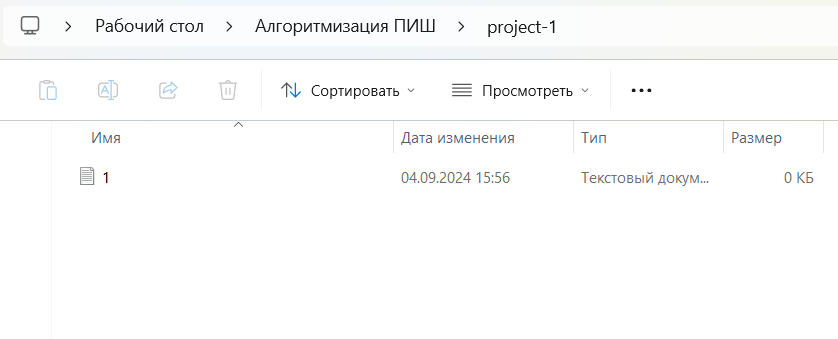 Рабочий стол > Алгоритмизация ПИШ > project-1
Сортировать Просмотреть
Имя Дата изменения Тип Размер
1 04.09.2024 15:56 Текстовый докум... 0 КБ